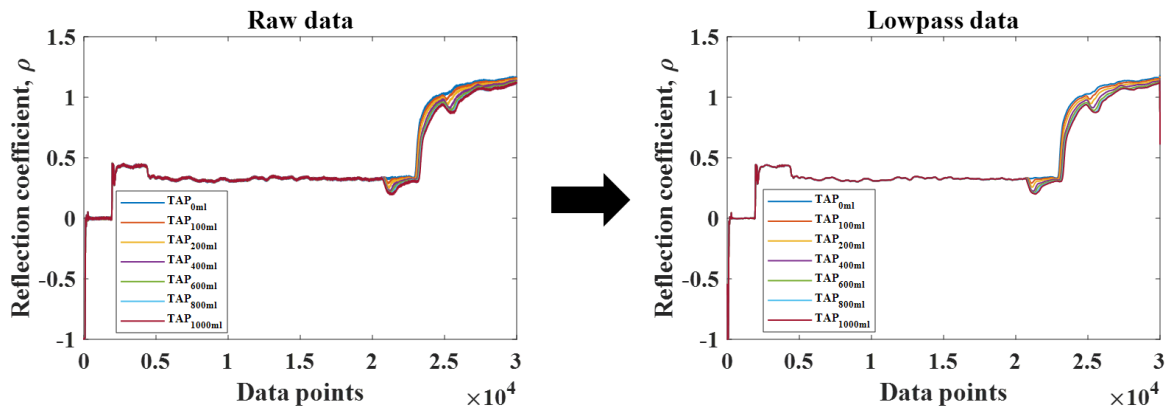 Raw data
Reflection coefficient, ρ
1.5
1
0.5
0
-0.5
-1
TAP0ml
TAP100ml
TAP200ml
TAP400ml
TAP600ml
TAP800ml
TAP1000ml
0 0.5 1 1.5 2 2.5 3
Data points
×10^4
Lowpass data
Reflection coefficient, ρ
1.5
1
0.5
0
-0.5
-1
TAP0ml
TAP100ml
TAP200ml
TAP400ml
TAP600ml
TAP800ml
TAP1000ml
0 0.5 1 1.5 2 2.5 3
Data points
×10^4